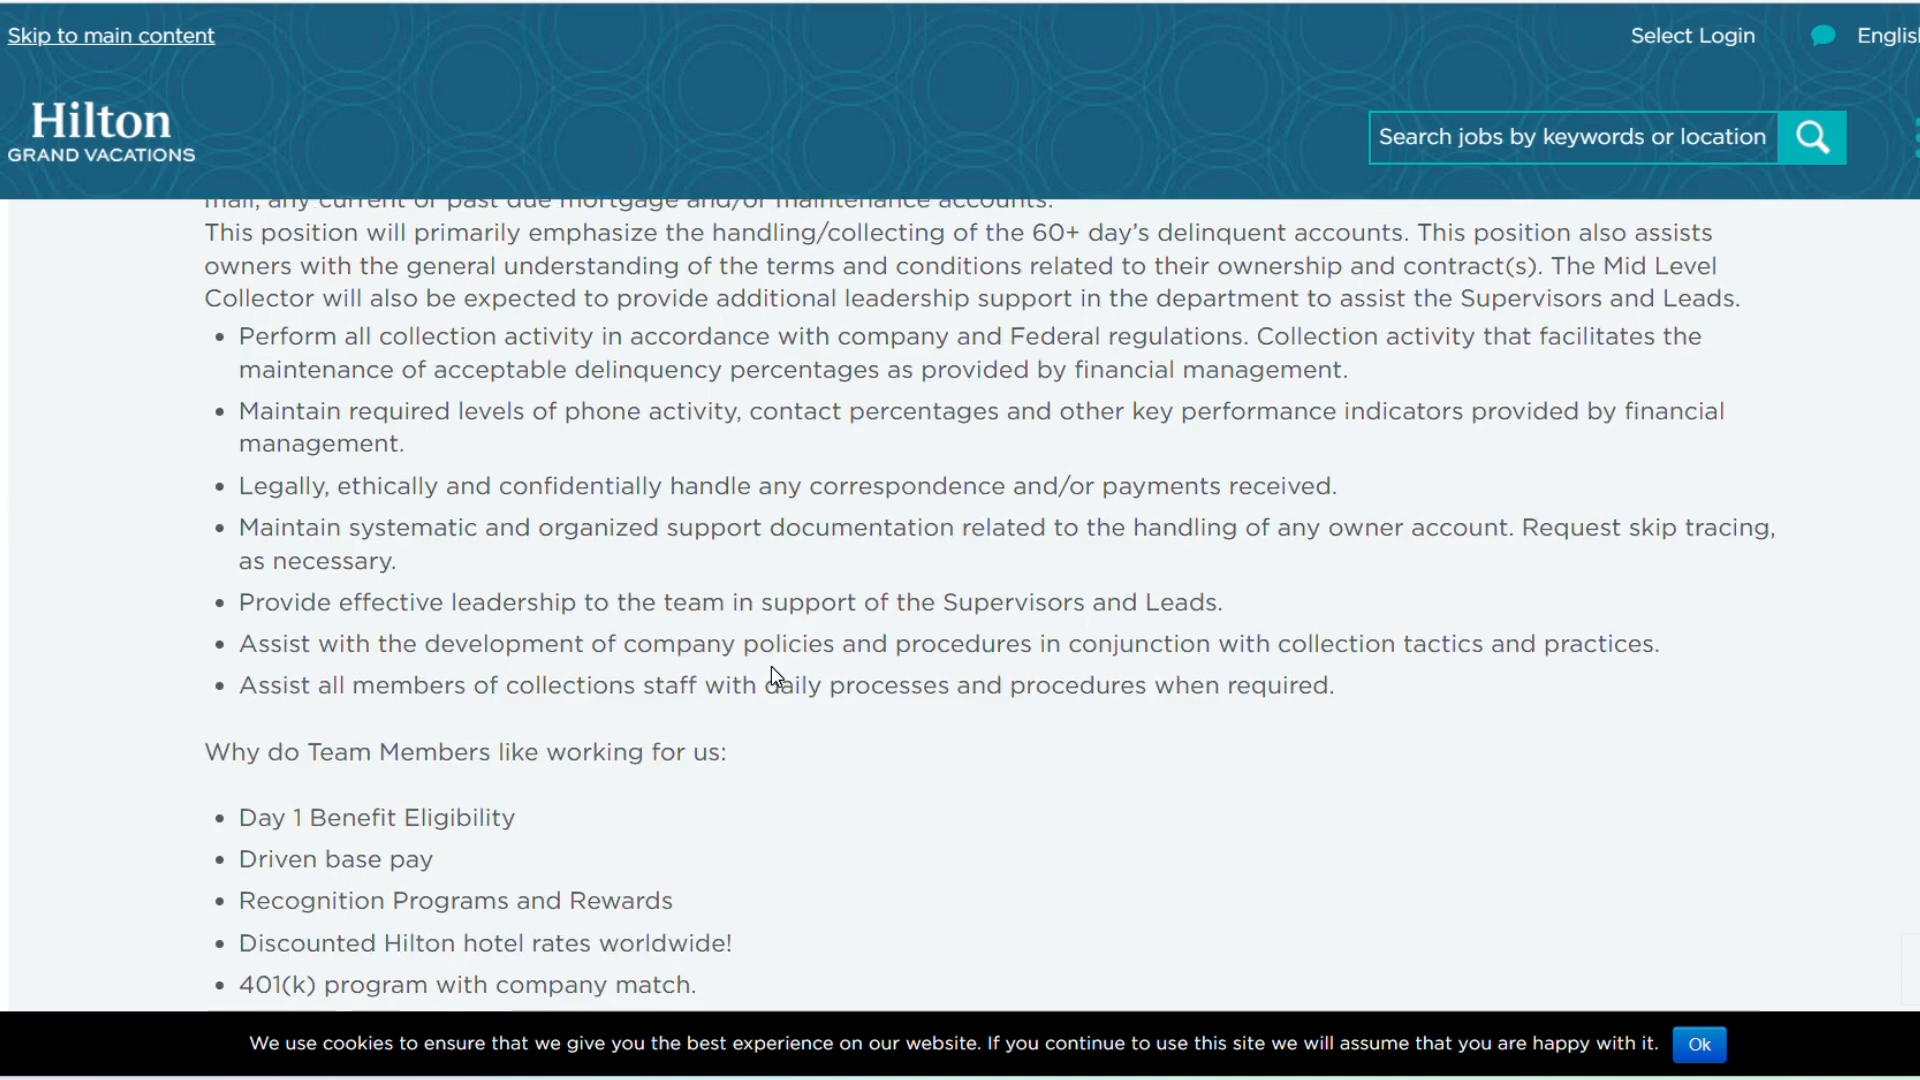 Skip to main content
Select Login
Englis
Hilton
GRAND VACATIONS
Search jobs by keywords or location
mail, any current or past due mortgage and/or maintenance accounts.
This position will primarily emphasize the handling/collecting of the 60+ day’s delinquent accounts. This position also assists
owners with the general understanding of the terms and conditions related to their ownership and contract(s). The Mid Level
Collector will also be expected to provide additional leadership support in the department to assist the Supervisors and Leads.
• Perform all collection activity in accordance with company and Federal regulations. Collection activity that facilitates the
maintenance of acceptable delinquency percentages as provided by financial management.
• Maintain required levels of phone activity, contact percentages and other key performance indicators provided by financial
management.
• Legally, ethically and confidentially handle any correspondence and/or payments received.
• Maintain systematic and organized support documentation related to the handling of any owner account. Request skip tracing,
as necessary.
• Provide effective leadership to the team in support of the Supervisors and Leads.
• Assist with the development of company policies and procedures in conjunction with collection tactics and practices.
• Assist all members of collections staff with daily processes and procedures when required.
Why do Team Members like working for us:
• Day 1 Benefit Eligibility
• Driven base pay
• Recognition Programs and Rewards
• Discounted Hilton hotel rates worldwide!
• 401(k) program with company match.
We use cookies to ensure that we give you the best experience on our website. If you continue to use this site we will assume that you are happy with it.
Ok